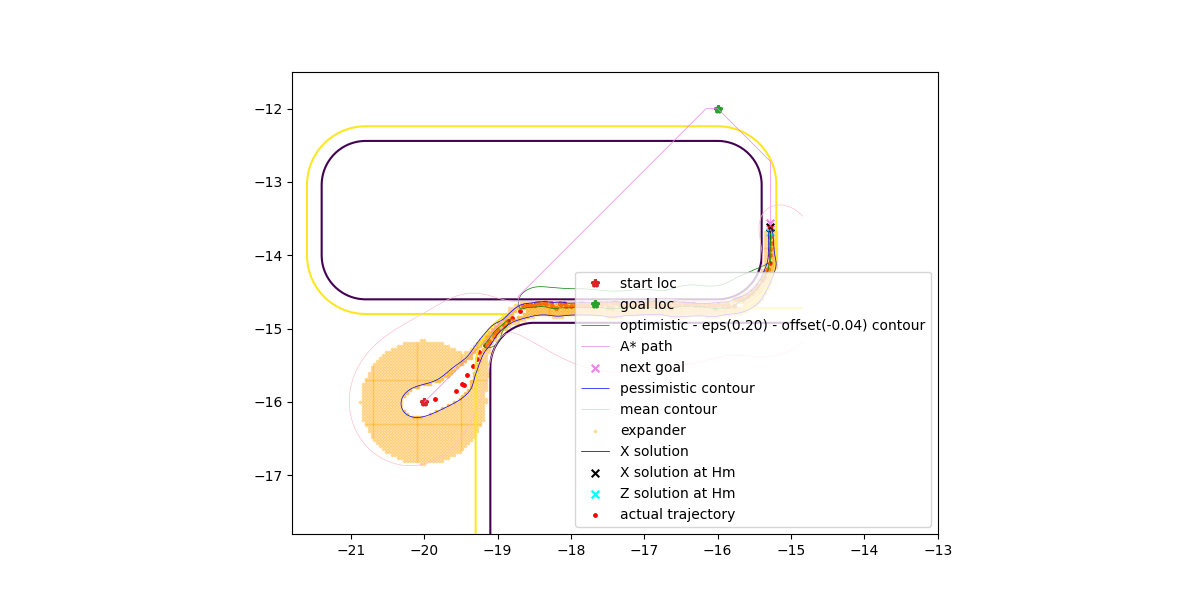 −12
−13
−14
−15
−16
−17
start loc
goal loc
optimistic - eps(0.20) - offset(-0.04) contour
A* path
next goal
pessimistic contour
mean contour
expander
X solution
X solution at Hm
Z solution at Hm
actual trajectory
−21 −20 −19 −18 −17 −16 −15 −14 −13